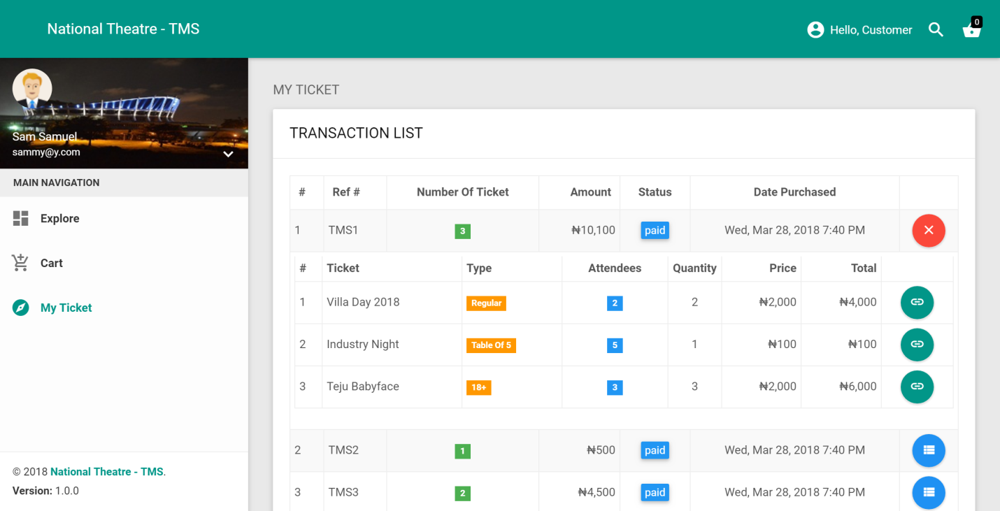 National Theatre - TMS
Hello, Customer
0
Sam Samuel
sammy@y.com
MAIN NAVIGATION
Explore
Cart
My Ticket
© 2018 National Theatre - TMS.
Version: 1.0.0
MY TICKET
TRANSACTION LIST
# Ref # Number Of Ticket Amount Status Date Purchased
1 TMS1 3 ₦10,100 paid Wed, Mar 28, 2018 7:40 PM
# Ticket Type Attendees Quantity Price Total
1 Villa Day 2018 Regular 2 2 ₦2,000 ₦4,000
2 Industry Night Table Of 5 5 1 ₦100 ₦100
3 Teju Babyface 18+ 3 3 ₦2,000 ₦6,000
2 TMS2 1 ₦500 paid Wed, Mar 28, 2018 7:40 PM
3 TMS3 2 ₦4,500 paid Wed, Mar 28, 2018 7:40 PM